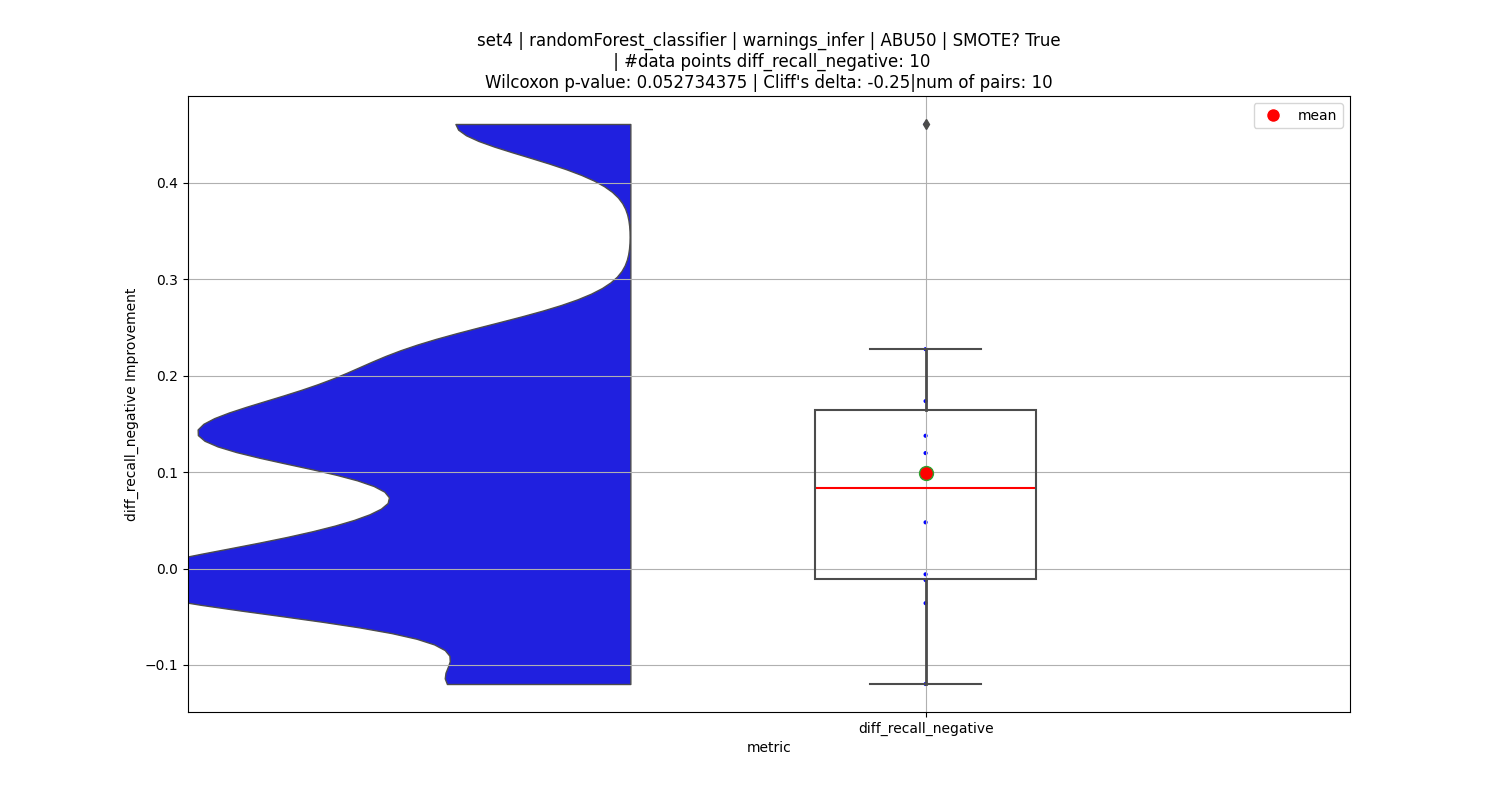 set4 | randomForest_classifier | warnings_infer | ABU50 | SMOTE? True
| #data points diff_recall_negative: 10
Wilcoxon p-value: 0.052734375 | Cliff's delta: -0.25|num of pairs: 10
mean
0.4
0.3
0.2
0.1
0.0
−0.1
diff_recall_negative Improvement
diff_recall_negative
metric